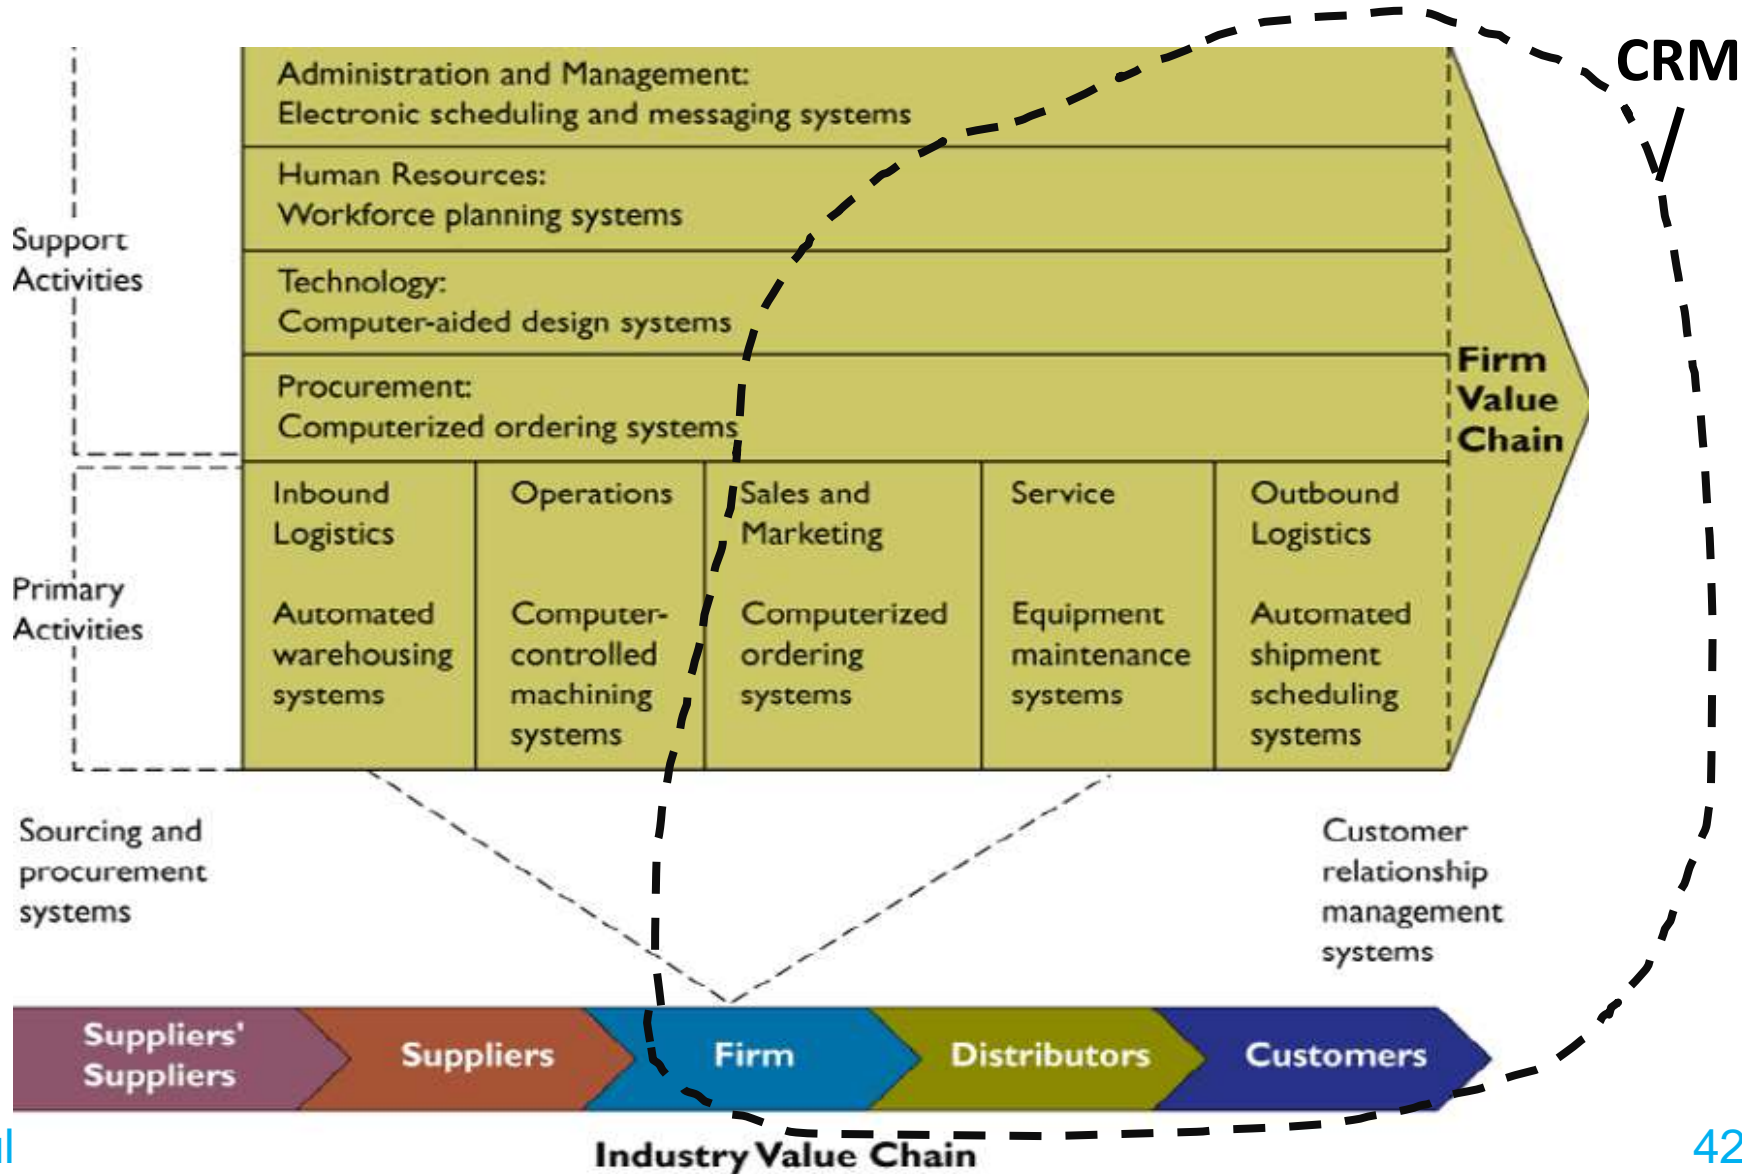 CRM
Administration and Management:
Electronic scheduling and messaging systems
Human Resources:
Workforce planning systems
Support
Activities
Technology:
Computer-aided design systems
Procurement:
Computerized ordering systems
Firm
Value
Chain
Primary
Activities
Inbound
Logistics
Automated
warehousing
systems
Operations
Computer-
controlled
machining
systems
Sales and
Marketing
Computerized
ordering
systems
Service
Equipment
maintenance
systems
Outbound
Logistics
Automated
shipment
scheduling
systems
Sourcing and
procurement
systems
Customer
relationship
management
systems
Suppliers'
Suppliers
Suppliers
Firm
Distributors
Customers
Industry Value Chain
42